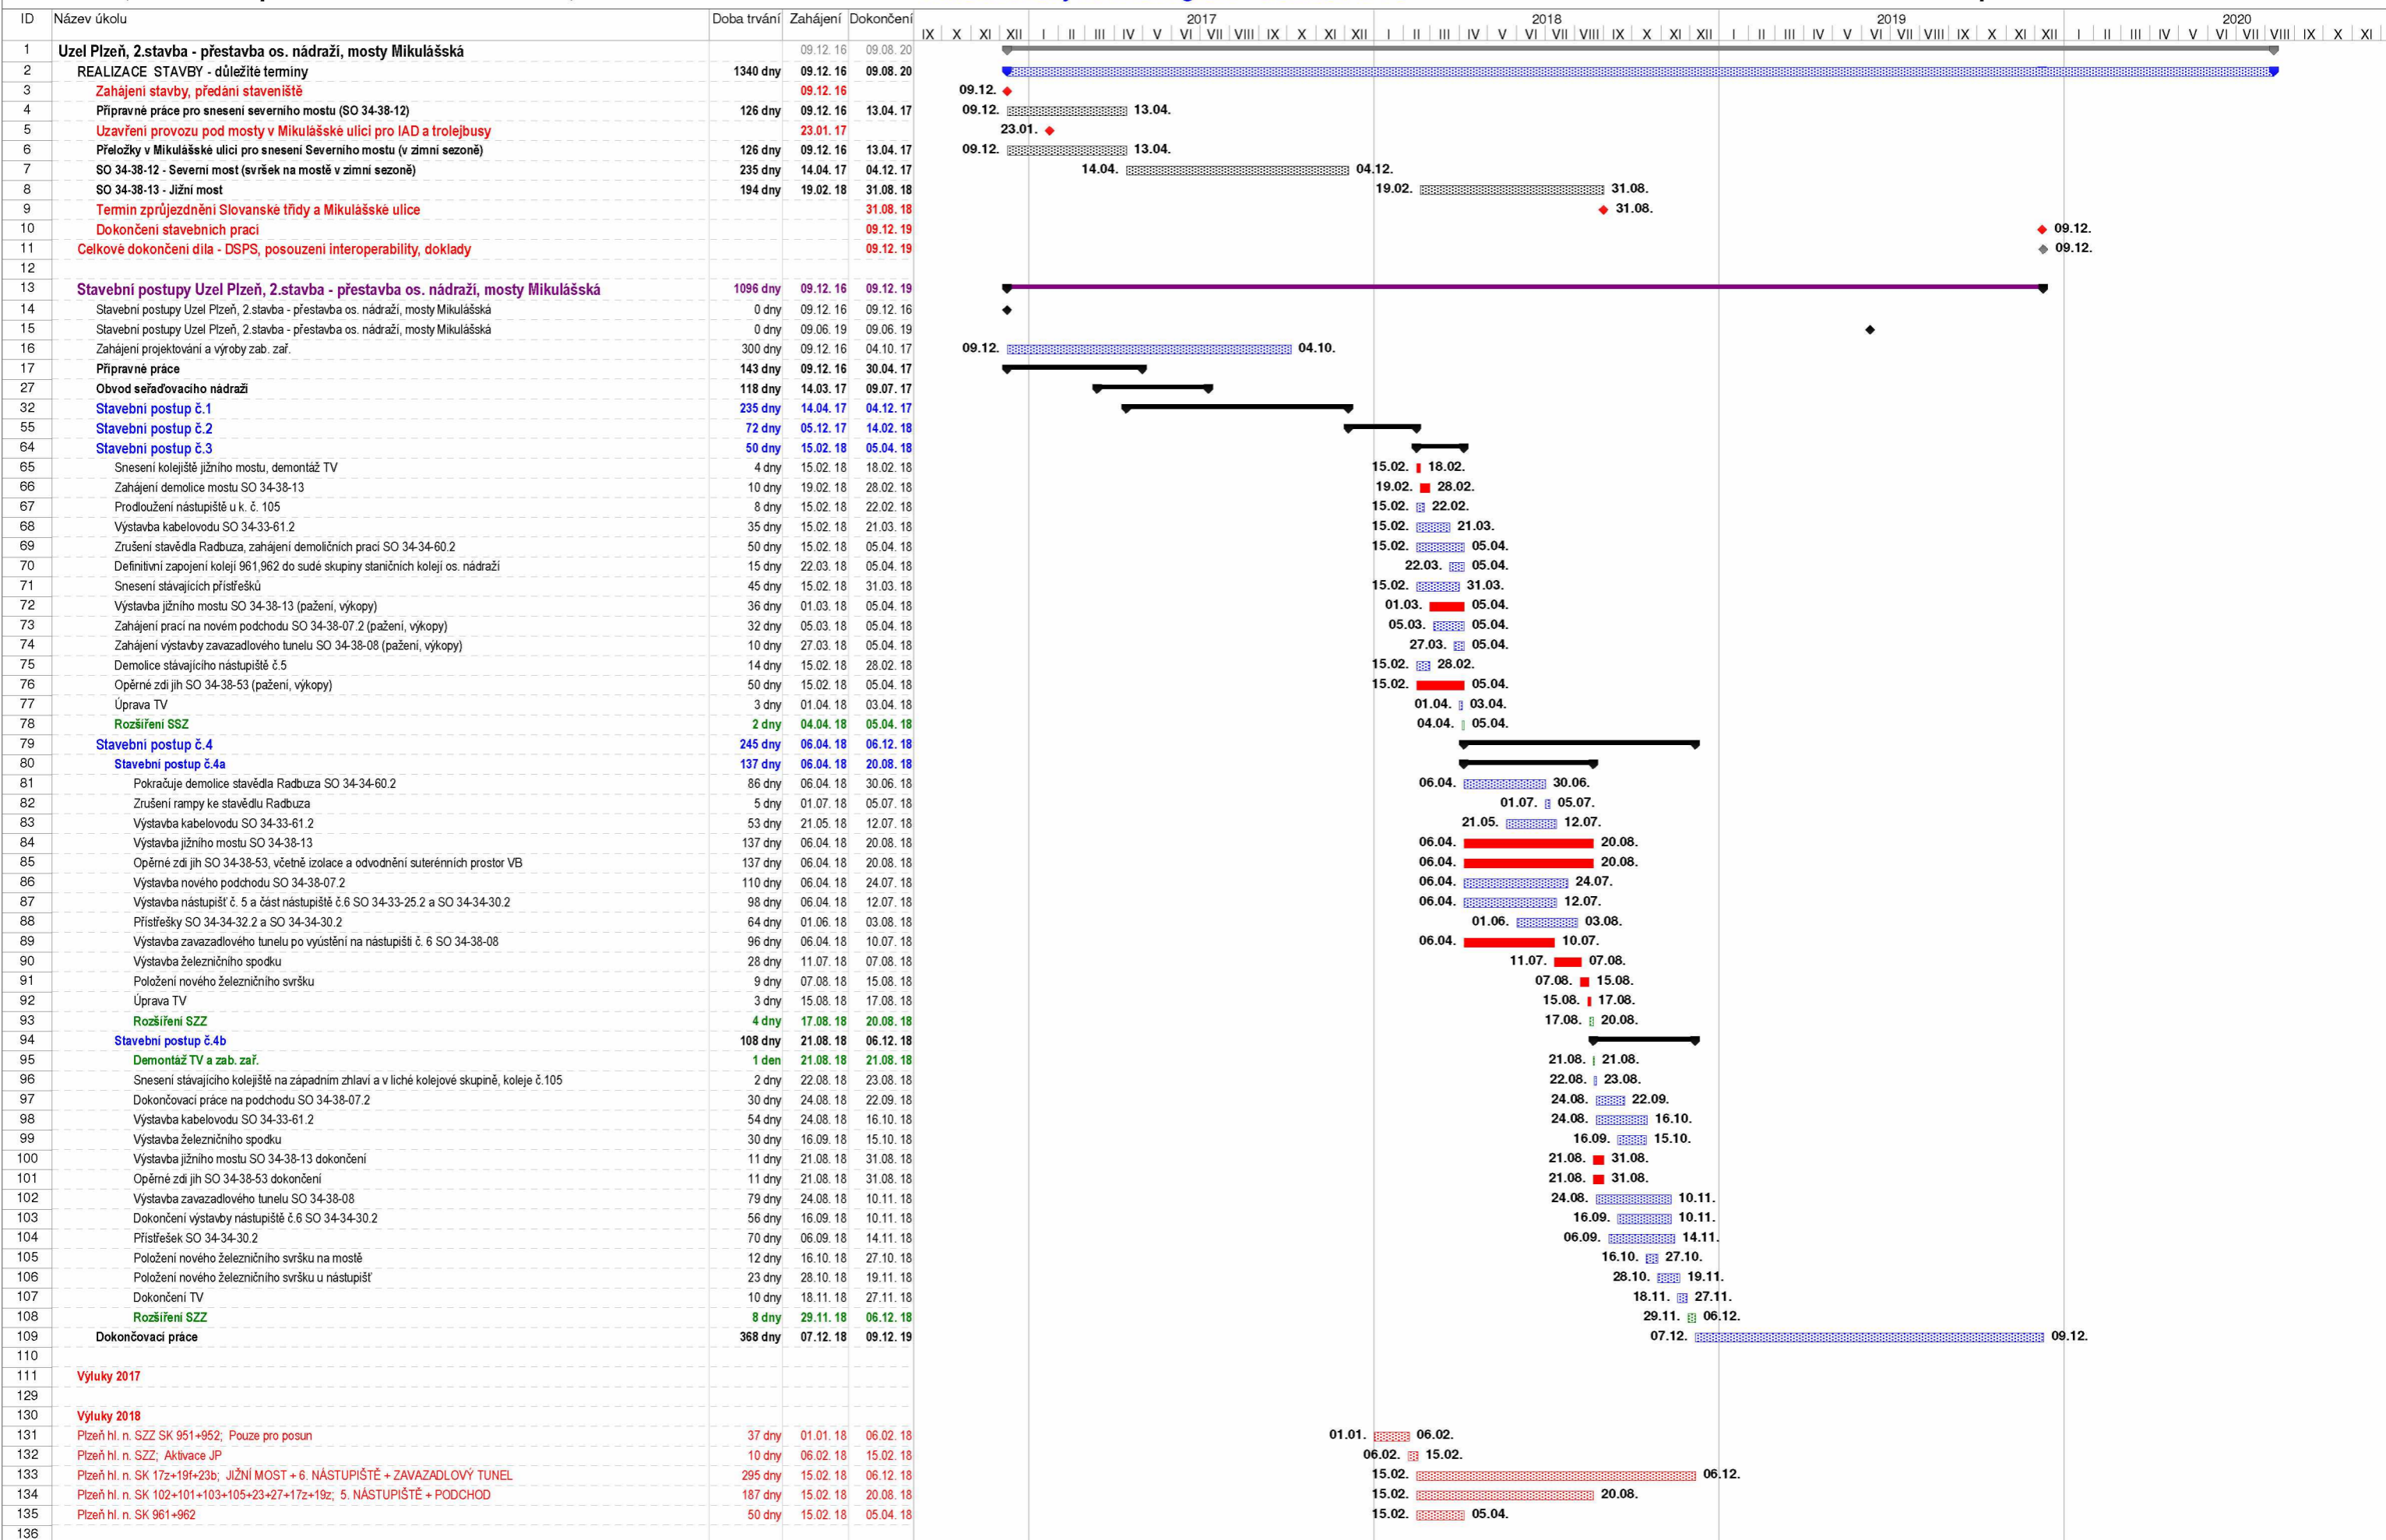 ID Název úkolu Doba trvání Zahájení Dokončení 2017 2018 2019 2020
IX X XI XII I II III IV V VI VII VIII IX X XI XII I II III IV V VI VII VIII IX X XI XII I II III IV V VI VII VIII IX X XI XII I II III IV V VI VII VIII IX X XI
1 Uzel Plzeň, 2.stavba - přestavba os. nádraží, mosty Mikulášská 09.12. 16 09.08. 20
2 REALIZACE STAVBY - důležité termíny 1340 dny 09.12. 16 09.08. 20
3 Zahájení stavby, předání staveniště 09.12. 16 09.12.
4 Přípravné práce pro snesení severního mostu (SO 34-38-12) 126 dny 09.12. 16 13.04. 17 09.12. 13.04.
5 Uzavření provozu pod mosty v Mikulášské ulici pro IAD a trolejbusy 23.01. 17 23.01.
6 Přeložky v Mikulášské ulici pro snesení Severního mostu (v zimní sezoně) 126 dny 09.12. 16 13.04. 17 09.12. 13.04.
7 SO 34-38-12 - Severní most (svršek na mostě v zimní sezoně) 235 dny 14.04. 17 04.12. 17 14.04. 04.12.
8 SO 34-38-13 - Jižní most 194 dny 19.02. 18 31.08. 18 19.02. 31.08.
9 Termín zprůjezdnění Slovanské třídy a Mikulášské ulice 31.08. 18 31.08.
10 Dokončení stavebních prací 09.12. 19 09.12.
11 Celkové dokončení díla - DSPS, posouzení interoperability, doklady 09.12. 19 09.12.
12
13 Stavební postupy Uzel Plzeň, 2.stavba - přestavba os. nádraží, mosty Mikulášská 1096 dny 09.12. 16 09.12. 19
14 Stavební postupy Uzel Plzeň, 2.stavba - přestavba os. nádraží, mosty Mikulášská 0 dny 09.12. 16 09.12. 16
15 Stavební postupy Uzel Plzeň, 2.stavba - přestavba os. nádraží, mosty Mikulášská 0 dny 09.06. 19 09.06. 19
16 Zahájení projektování a výroby zab. zař. 300 dny 09.12. 16 04.10. 17 09.12. 04.10.
17 Přípravné práce 143 dny 09.12. 16 30.04. 17
27 Obvod seřaďovacího nádraží 118 dny 14.03. 17 09.07. 17
32 Stavební postup č.1 235 dny 14.04. 17 04.12. 17
55 Stavební postup č.2 72 dny 05.12. 17 14.02. 18
64 Stavební postup č.3 50 dny 15.02. 18 05.04. 18
65 Snesení kolejiště jižního mostu, demontáž TV 4 dny 15.02. 18 18.02. 18 15.02. 18.02.
66 Zahájení demolice mostu SO 34-38-13 10 dny 19.02. 18 28.02. 18 19.02. 28.02.
67 Prodloužení nástupiště u k. č. 105 8 dny 15.02. 18 22.02. 18 15.02. 22.02.
68 Výstavba kabelovodu SO 34-33-61.2 35 dny 15.02. 18 21.03. 18 15.02. 21.03.
69 Zrušení stavědla Radbuza, zahájení demoličních prací SO 34-34-60.2 50 dny 15.02. 18 05.04. 18 15.02. 05.04.
70 Definitivní zapojení kolejí 961,962 do sudé skupiny staničních kolejí os. nádraží 15 dny 22.03. 18 05.04. 18 22.03. 05.04.
71 Snesení stávajících přístřešků 45 dny 15.02. 18 31.03. 18 15.02. 31.03.
72 Výstavba jižního mostu SO 34-38-13 (pažení, výkopy) 36 dny 01.03. 18 05.04. 18 01.03. 05.04.
73 Zahájení prací na novém podchodu SO 34-38-07.2 (pažení, výkopy) 32 dny 05.03. 18 05.04. 18 05.03. 05.04.
74 Zahájení výstavby zavazadlového tunelu SO 34-38-08 (pažení, výkopy) 10 dny 27.03. 18 05.04. 18 27.03. 05.04.
75 Demolice stávajícího nástupiště č.5 14 dny 15.02. 18 28.02. 18 15.02. 28.02.
76 Opěrné zdi jih SO 34-38-53 (pažení, výkopy) 50 dny 15.02. 18 05.04. 18 15.02. 05.04.
77 Úprava TV 3 dny 01.04. 18 03.04. 18 01.04. 03.04.
78 Rozšíření SSZ 2 dny 04.04. 18 05.04. 18 04.04. 05.04.
79 Stavební postup č.4 245 dny 06.04. 18 06.12. 18
80 Stavební postup č.4a 137 dny 06.04. 18 20.08. 18
81 Pokračuje demolice stavědla Radbuza SO 34-34-60.2 86 dny 06.04. 18 30.06. 18 06.04. 30.06.
82 Zrušení rampy ke stavědlu Radbuza 5 dny 01.07. 18 05.07. 18 01.07. 05.07.
83 Výstavba kabelovodu SO 34-33-61.2 53 dny 21.05. 18 12.07. 18 21.05. 12.07.
84 Výstavba jižního mostu SO 34-38-13 137 dny 06.04. 18 20.08. 18 06.04. 20.08.
85 Opěrné zdi jih SO 34-38-53, včetně izolace a odvodnění suterénních prostor VB 137 dny 06.04. 18 20.08. 18 06.04. 20.08.
86 Výstavba nového podchodu SO 34-38-07.2 110 dny 06.04. 18 24.07. 18 06.04. 24.07.
87 Výstavba nástupišť č. 5 a část nástupiště č.6 SO 34-33-25.2 a SO 34-34-30.2 98 dny 06.04. 18 12.07. 18 06.04. 12.07.
88 Přístřešky SO 34-34-32.2 a SO 34-34-30.2 64 dny 01.06. 18 03.08. 18 01.06. 03.08.
89 Výstavba zavazadlového tunelu po vyústění na nástupišti č. 6 SO 34-38-08 96 dny 06.04. 18 10.07. 18 06.04. 10.07.
90 Výstavba železničního spodku 28 dny 11.07. 18 07.08. 18 11.07. 07.08.
91 Položení nového železničního svršku 9 dny 07.08. 18 15.08. 18 07.08. 15.08.
92 Úprava TV 3 dny 15.08. 18 17.08. 18 15.08. 17.08.
93 Rozšíření SZZ 4 dny 17.08. 18 20.08. 18 17.08. 20.08.
94 Stavební postup č.4b 108 dny 21.08. 18 06.12. 18
95 Demontáž TV a zab. zař. 1 den 21.08. 18 21.08. 18 21.08. 21.08.
96 Snesení stávajícího kolejiště na západním zhlaví a v liché kolejové skupině, koleje č.105 2 dny 22.08. 18 23.08. 18 22.08. 23.08.
97 Dokončovací práce na podchodu SO 34-38-07.2 30 dny 24.08. 18 22.09. 18 24.08. 22.09.
98 Výstavba kabelovodu SO 34-33-61.2 54 dny 24.08. 18 16.10. 18 24.08. 16.10.
99 Výstavba železničního spodku 30 dny 16.09. 18 15.10. 18 16.09. 15.10.
100 Výstavba jižního mostu SO 34-38-13 dokončení 11 dny 21.08. 18 31.08. 18 21.08. 31.08.
101 Opěrné zdi jih SO 34-38-53 dokončení 11 dny 21.08. 18 31.08. 18 21.08. 31.08.
102 Výstavba zavazadlového tunelu SO 34-38-08 79 dny 24.08. 18 10.11. 18 24.08. 10.11.
103 Dokončení výstavby nástupiště č.6 SO 34-34-30.2 56 dny 16.09. 18 10.11. 18 16.09. 10.11.
104 Přístřešek SO 34-34-30.2 70 dny 06.09. 18 14.11. 18 06.09. 14.11.
105 Položení nového železničního svršku na mostě 12 dny 16.10. 18 27.10. 18 16.10. 27.10.
106 Položení nového železničního svršku u nástupišť 23 dny 28.10. 18 19.11. 18 28.10. 19.11.
107 Dokončení TV 10 dny 18.11. 18 27.11. 18 18.11. 27.11.
108 Rozšíření SZZ 8 dny 29.11. 18 06.12. 18 29.11. 06.12.
109 Dokončovací práce 368 dny 07.12. 18 09.12. 19 07.12. 09.12.
110
111 Výluky 2017
129
130 Výluky 2018
131 Plzeň hl. n. SZZ SK 951+952; Pouze pro posun 37 dny 01.01. 18 06.02. 18 01.01. 06.02.
132 Plzeň hl. n. SZZ; Aktivace JP 10 dny 06.02. 18 15.02. 18 06.02. 15.02.
133 Plzeň hl. n. SK 17z+19f+23b; JIŽNÍ MOST + 6. NÁSTUPIŠTĚ + ZAVAZADLOVÝ TUNEL 295 dny 15.02. 18 06.12. 18 15.02. 06.12.
134 Plzeň hl. n. SK 102+101+103+105+23+27+17z+19z; 5. NÁSTUPIŠTĚ + PODCHOD 187 dny 15.02. 18 20.08. 18 15.02. 20.08.
135 Plzeň hl. n. SK 961+962 50 dny 15.02. 18 05.04. 18 15.02. 05.04.
136